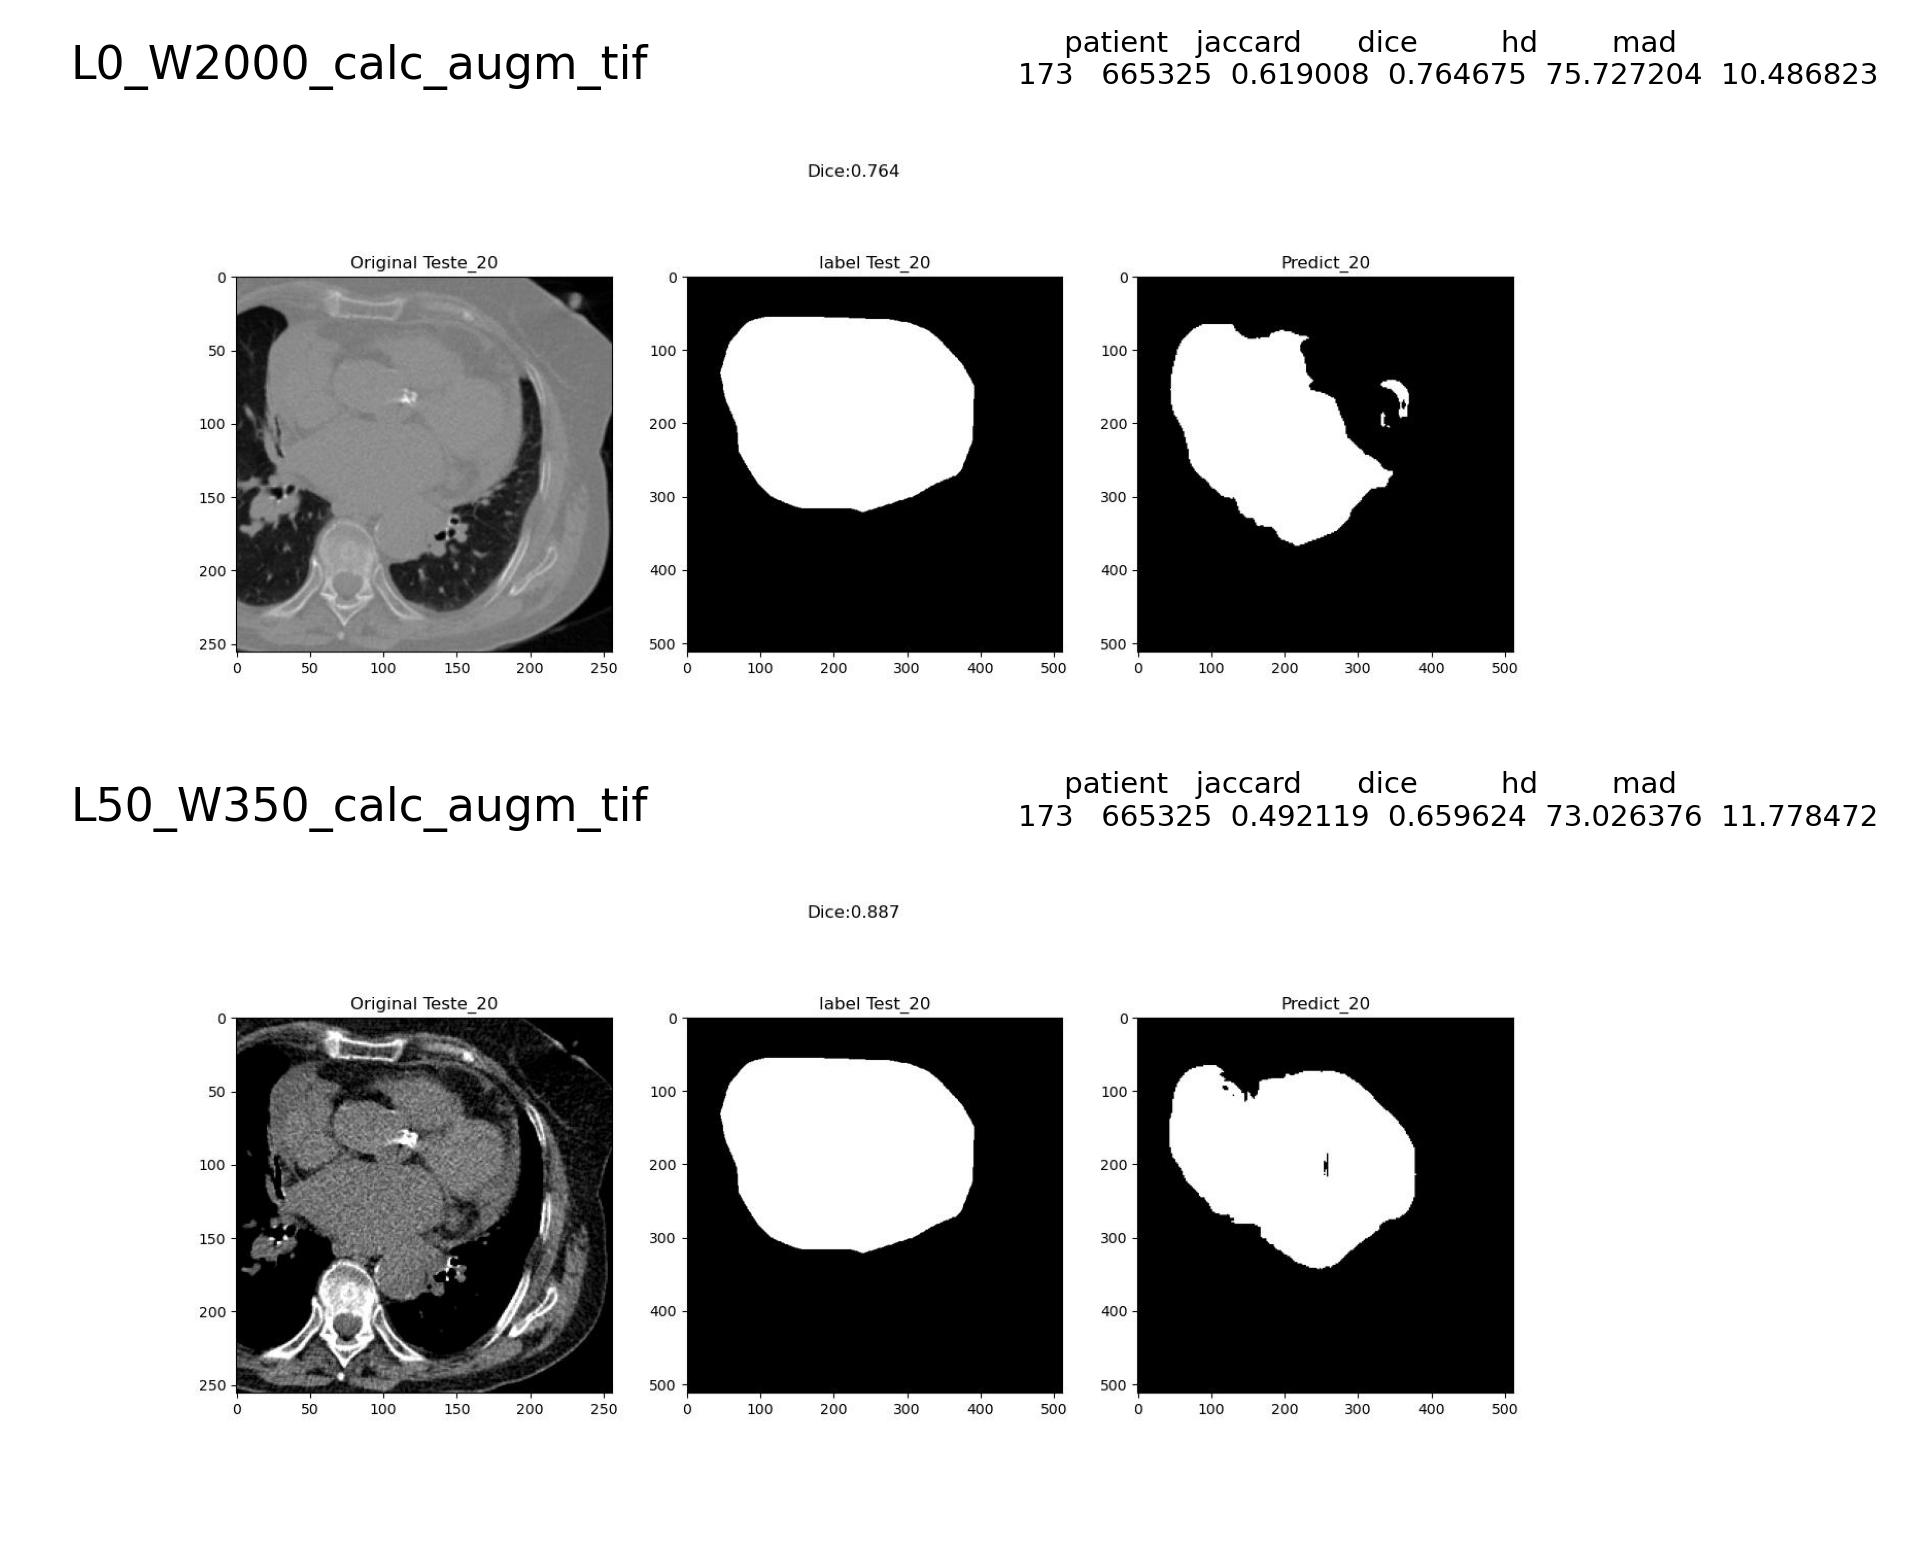 L0_W2000_calc_augm_tif
patient jaccard dice hd mad
173 665325 0.619008 0.764675 75.727204 10.486823
Dice:0.764
Original Teste_20
label Test_20
Predict_20
0
50
100
150
200
250
0 50 100 150 200 250
0
100
200
300
400
500
0 100 200 300 400 500
0
100
200
300
400
500
0 100 200 300 400 500
L50_W350_calc_augm_tif
patient jaccard dice hd mad
173 665325 0.492119 0.659624 73.026376 11.778472
Dice:0.887
Original Teste_20
label Test_20
Predict_20
0
50
100
150
200
250
0 50 100 150 200 250
0
100
200
300
400
500
0 100 200 300 400 500
0
100
200
300
400
500
0 100 200 300 400 500